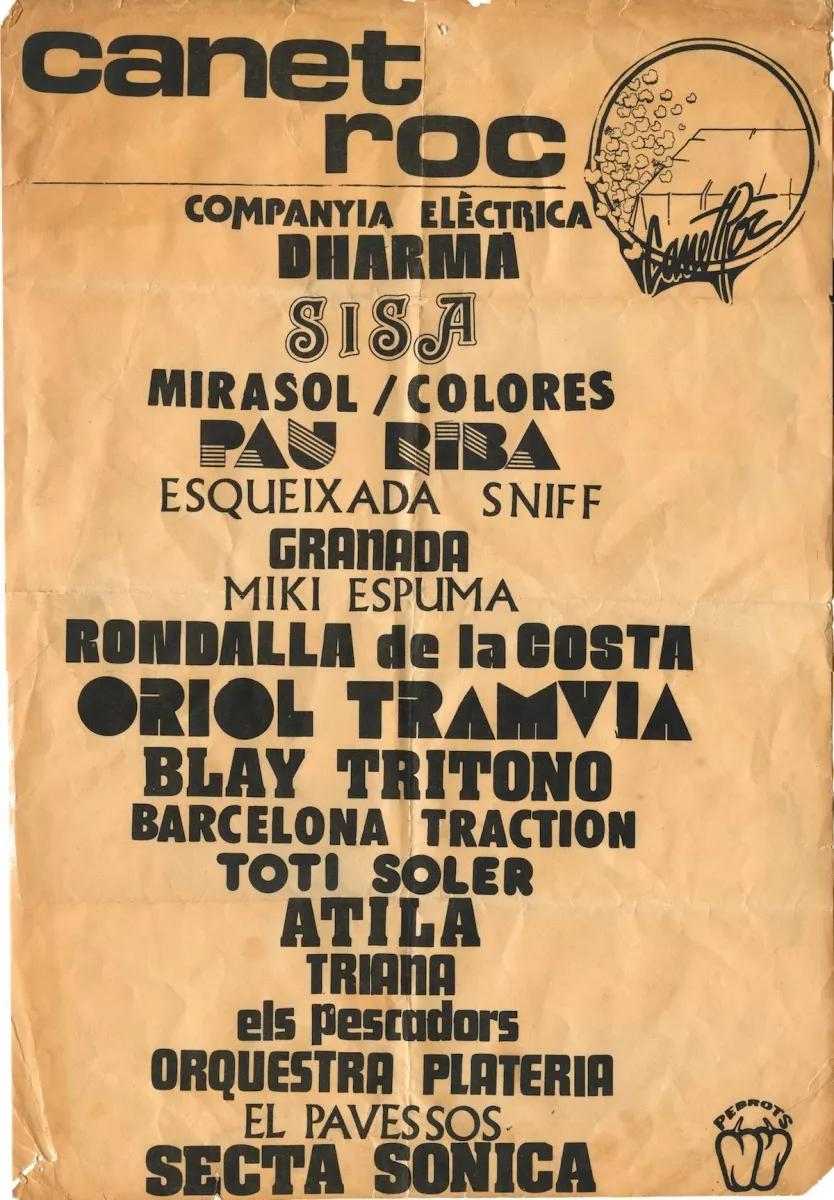 canet
roc
COMPANYIA ELÈCTRICA
DHARMA
SISA
MIRASOL / COLORES
PAU RIBA
ESQUEIXADA SNIFF
GRANADA
MIKI ESPUMA
RONDALLA de la COSTA
ORIOL TRAMVIA
BLAY TRITONO
BARCELONA TRACTION
TOTI SOLER
ATILA
TRIANA
els pescadors
ORQUESTRA PLATERIA
EL PAVESSOS
SECTA SONICA
Canet Roc
PEBROTS